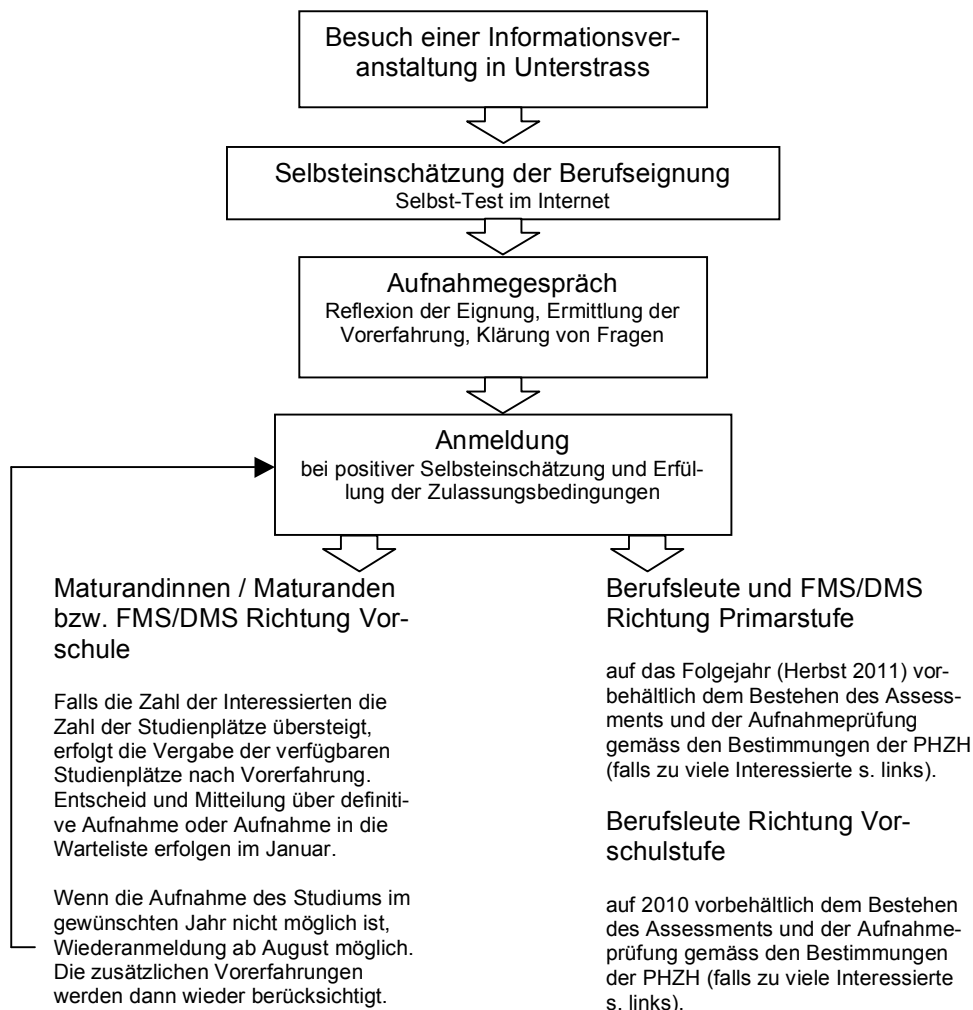 Besuch einer Informationsver-
anstaltung in Unterstrass
Selbsteinschätzung der Berufseignung
Selbst-Test im Internet
Aufnahmegespräch
Reflexion der Eignung, Ermittlung der
Vorerfahrung, Klärung von Fragen
Anmeldung
bei positiver Selbsteinschätzung und Erfül-
lung der Zulassungsbedingungen
Maturandinnen / Maturanden
bzw. FMS/DMS Richtung Vor-
schule
Falls die Zahl der Interessierten die
Zahl der Studienplätze übersteigt,
erfolgt die Vergabe der verfügbaren
Studienplätze nach Vorerfahrung.
Entscheid und Mitteilung über definiti-
ve Aufnahme oder Aufnahme in die
Warteliste erfolgen im Januar.
Wenn die Aufnahme des Studiums im
gewünschten Jahr nicht möglich ist,
Wiederanmeldung ab August möglich.
Die zusätzlichen Vorerfahrungen
werden dann wieder berücksichtigt.
Berufsleute und FMS/DMS
Richtung Primarstufe
auf das Folgejahr (Herbst 2011) vor-
behältlich dem Bestehen des Assess-
ments und der Aufnahmeprüfung
gemäss den Bestimmungen der PHZH
(falls zu viele Interessierte s. links).
Berufsleute Richtung Vor-
schulstufe
auf 2010 vorbehältlich dem Bestehen
des Assessments und der Aufnahme-
prüfung gemäss den Bestimmungen
der PHZH (falls zu viele Interessierte
s. links).